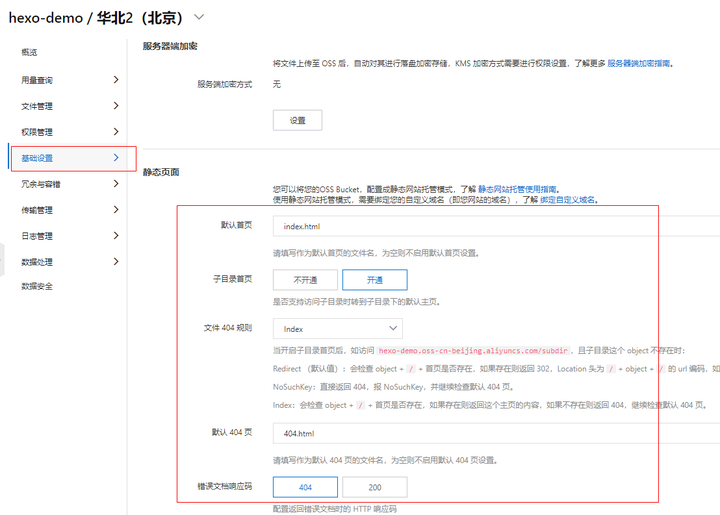 hexo-demo / 华北2（北京）
概览
用量查询
文件管理
权限管理
基础设置
冗余与容错
传输管理
日志管理
数据处理
数据安全
服务器端加密
将文件上传至 OSS 后，自动对其进行落盘加密存储，KMS 加密方式需要进行权限设置，了解更多 服务器端加密指南。
服务端加密方式 无
设置
静态页面
您可以将您的OSS Bucket，配置成静态网站托管模式，了解 静态网站托管使用指南。
使用静态网站托管模式，需要绑定您的自定义域名（即您网站的域名），了解 绑定自定义域名。
默认首页 index.html
请填写作为默认首页的文件名，为空则不启用默认首页设置。
子目录首页 不开通 开通
是否支持访问子目录时转到子目录下的默认主页。
文件 404 规则 Index
当开启子目录首页后，如访问 hexo-demo.oss-cn-beijing.aliyuncs.com/subdir，且子目录这个 object 不存在时：
Redirect （默认值）：会检查 object + / + 首页是否存在，如果存在则返回 302，Location 头为 / + object + / 的 url 编码，如
NoSuchKey：直接返回 404，报 NoSuchKey，并继续检查默认 404 页。
Index：会检查 object + / + 首页是否存在，如果存在则返回这个主页的内容，如果不存在则返回 404，继续检查默认 404 页。
默认 404 页 404.html
请填写作为默认 404 页的文件名，为空则不启用默认 404 页设置。
错误文档响应码 404 200
配置返回错误文档时的 HTTP 响应码